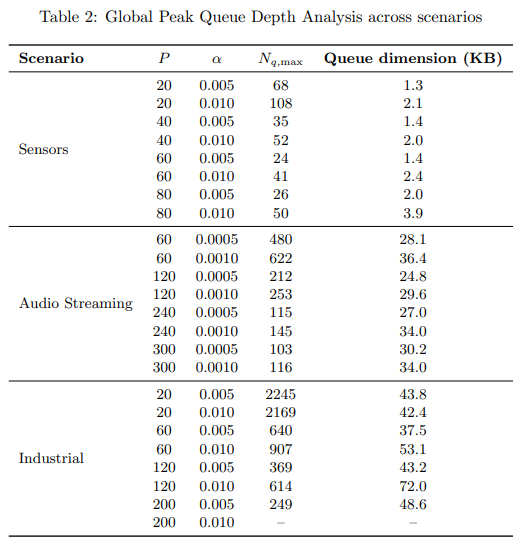 Table 2: Global Peak Queue Depth Analysis across scenarios
Scenario P α Nq,max Queue dimension (KB)
20 0.005 68 1.3
20 0.010 108 2.1
40 0.005 35 1.4
40 0.010 52 2.0
Sensors
60 0.005 24 1.4
60 0.010 41 2.4
80 0.005 26 2.0
80 0.010 50 3.9
60 0.0005 480 28.1
60 0.0010 622 36.4
120 0.0005 212 24.8
120 0.0010 253 29.6
Audio Streaming
240 0.0005 115 27.0
240 0.0010 145 34.0
300 0.0005 103 30.2
300 0.0010 116 34.0
20 0.005 2245 43.8
20 0.010 2169 42.4
60 0.005 640 37.5
60 0.010 907 53.1
Industrial
120 0.005 369 43.2
120 0.010 614 72.0
200 0.005 249 48.6
200 0.010 – –